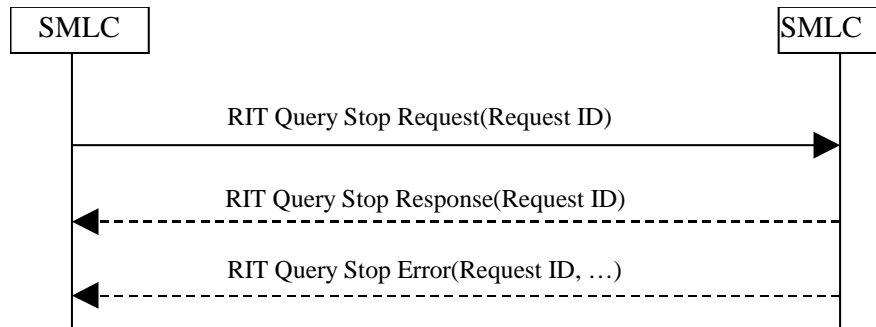 SMLC
SMLC
RIT Query Stop Request(Request ID)
RIT Query Stop Response(Request ID)
RIT Query Stop Error(Request ID, …)